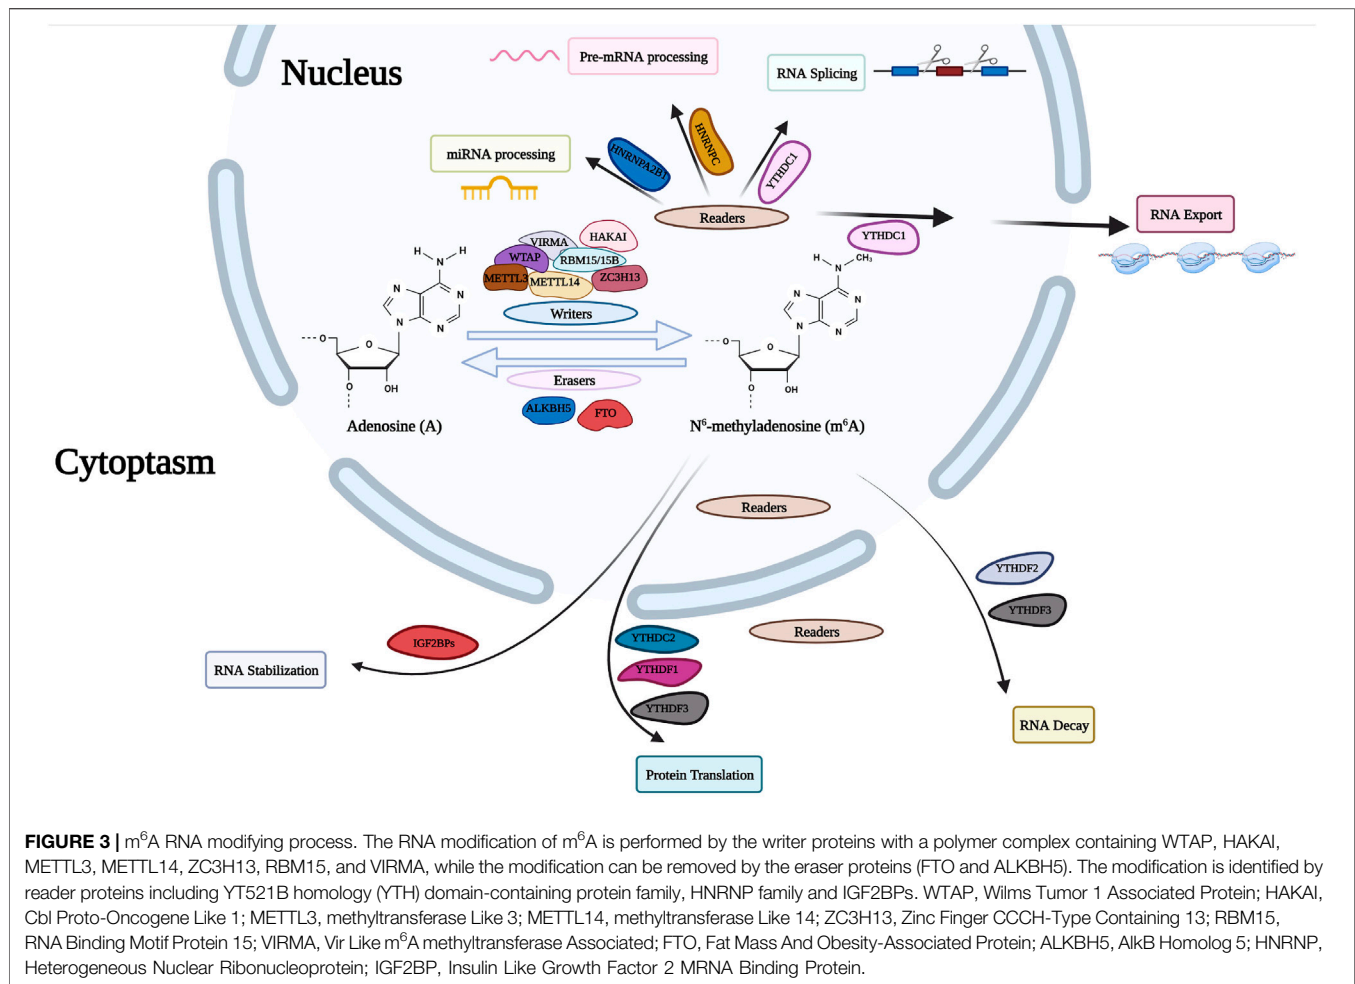 Nucleus
Pre-mRNA processing
RNA Splicing
miRNA processing
HNRNPA2B1
HNRNPC
YTHDC1
Readers
RNA Export
YTHDC1
VIRMA
HAKAI
WTAP
RBM15/15B
METTL3
METTL14
ZC3H13
Writers
H
H
N
N
N
N
N
O
O
O
OH
H
N
CH₃
N
N
N
N
O
O
O
OH
Erasers
ALKBH5
FTO
Adenosine (A)
N⁶-methyladenosine (m⁶A)
Cytoptasm
Readers
YTHDF2
YTHDF3
Readers
IGF2BPs
YTHDC2
YTHDF1
YTHDF3
RNA Stabilization
RNA Decay
Protein Translation
FIGURE 3 | m⁶A RNA modifying process. The RNA modification of m⁶A is performed by the writer proteins with a polymer complex containing WTAP, HAKAI,
METTL3, METTL14, ZC3H13, RBM15, and VIRMA, while the modification can be removed by the eraser proteins (FTO and ALKBH5). The modification is identified by
reader proteins including YT521B homology (YTH) domain-containing protein family, HNRNP family and IGF2BPs. WTAP, Wilms Tumor 1 Associated Protein; HAKAI,
Cbl Proto-Oncogene Like 1; METTL3, methyltransferase Like 3; METTL14, methyltransferase Like 14; ZC3H13, Zinc Finger CCCH-Type Containing 13; RBM15,
RNA Binding Motif Protein 15; VIRMA, Vir Like m⁶A methyltransferase Associated; FTO, Fat Mass And Obesity-Associated Protein; ALKBH5, AlkB Homolog 5; HNRNP,
Heterogeneous Nuclear Ribonucleoprotein; IGF2BP, Insulin Like Growth Factor 2 MRNA Binding Protein.